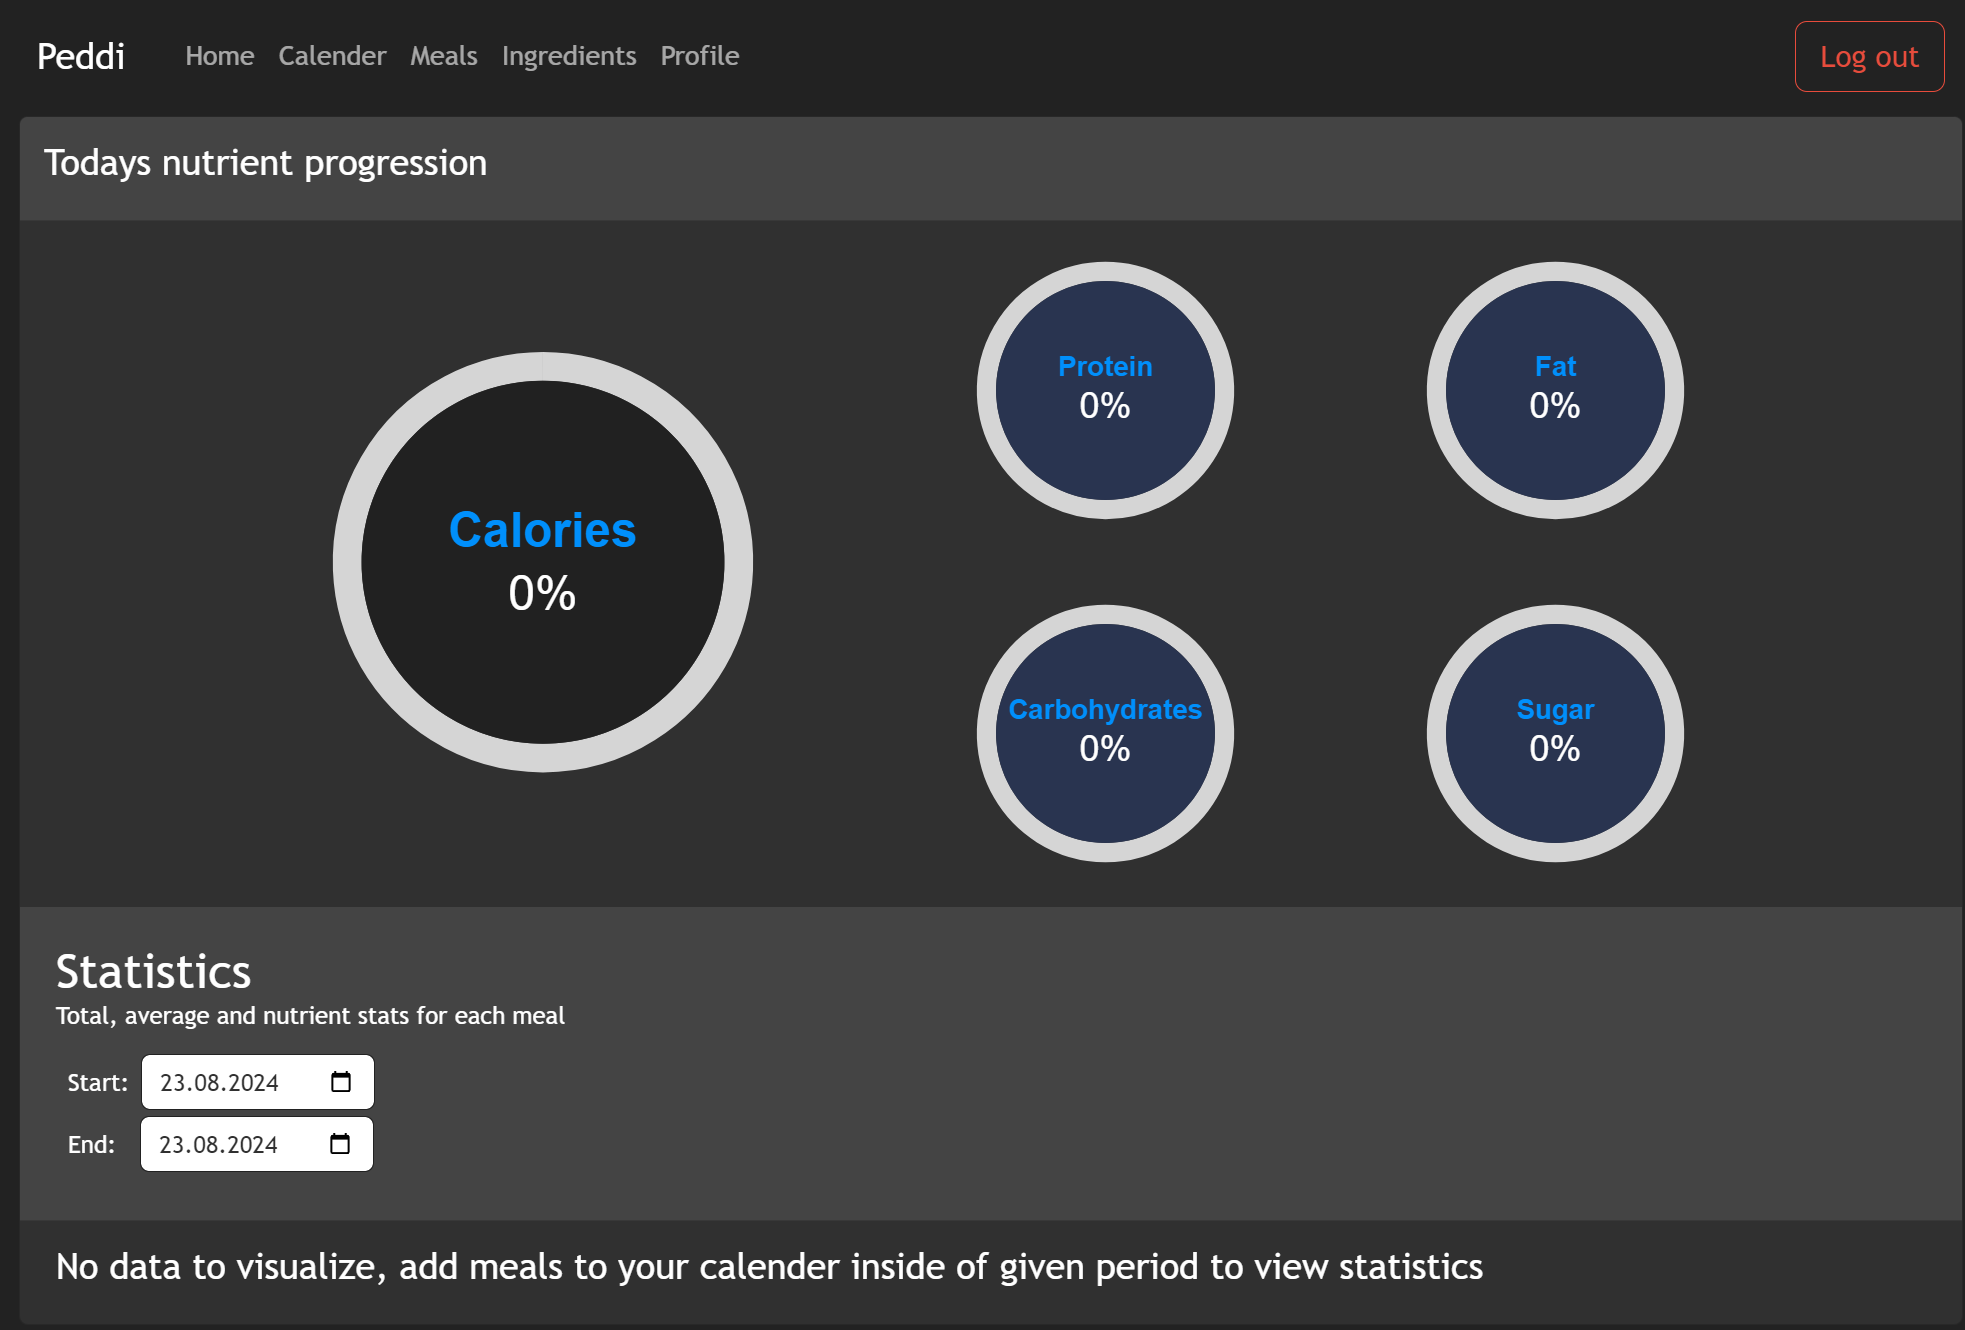 Peddi Home Calender Meals Ingredients Profile Log out
Todays nutrient progression
Calories
0%
Protein
0%
Fat
0%
Carbohydrates
0%
Sugar
0%
Statistics
Total, average and nutrient stats for each meal
Start: 23.08.2024
End: 23.08.2024
No data to visualize, add meals to your calender inside of given period to view statistics